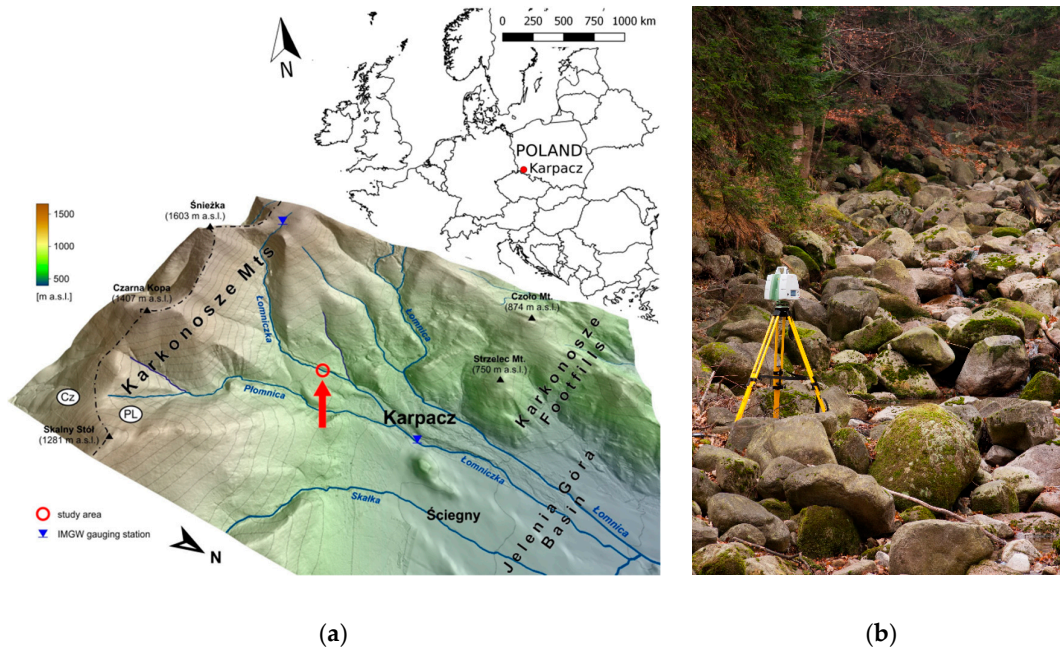 0 250 500 750 1000 km
N
POLAND
Karpacz
1500
1000
500
[m a.s.l.]
Śnieżka
(1603 m a.s.l.)
Czarna Kopa
(1407 m a.s.l.)
Karkonosze Mts
Łomniczka
Łomnica
Czoło Mt.
(874 m a.s.l.)
Strzelec Mt.
(750 m a.s.l.)
Karkonosze
Footfills
Płomnica
Cz
PL
Karpacz
Skalny Stół
(1281 m a.s.l.)
Łomniczka
Łomnica
Skałka
Ściegny
Jelenia Góra
Basin
study area
IMGW gauging station
N
(a)
(b)